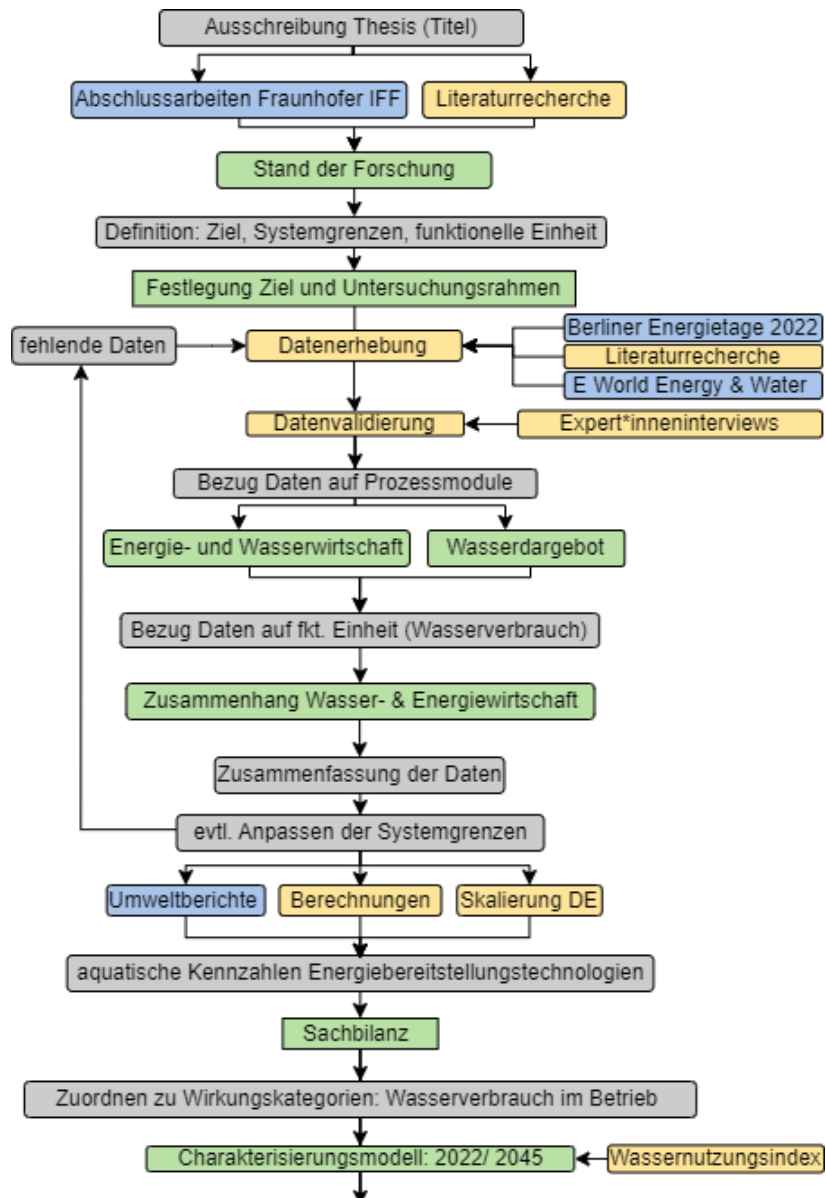 Ausschreibung Thesis (Titel)
Abschlussarbeiten Fraunhofer IFF
Literaturrecherche
Stand der Forschung
Definition: Ziel, Systemgrenzen, funktionelle Einheit
Festlegung Ziel und Untersuchungsrahmen
fehlende Daten
Datenerhebung
Berliner Energietage 2022
Literaturrecherche
E World Energy & Water
Datenvalidierung
Expert*inneninterviews
Bezug Daten auf Prozessmodule
Energie- und Wasserwirtschaft
Wasserdargebot
Bezug Daten auf fkt. Einheit (Wasserverbrauch)
Zusammenhang Wasser- & Energiewirtschaft
Zusammenfassung der Daten
evtl. Anpassen der Systemgrenzen
Umweltberichte
Berechnungen
Skalierung DE
aquatische Kennzahlen Energiebereitstellungstechnologien
Sachbilanz
Zuordnen zu Wirkungskategorien: Wasserverbrauch im Betrieb
Charakterisierungsmodell: 2022/ 2045
Wassernutzungsindex